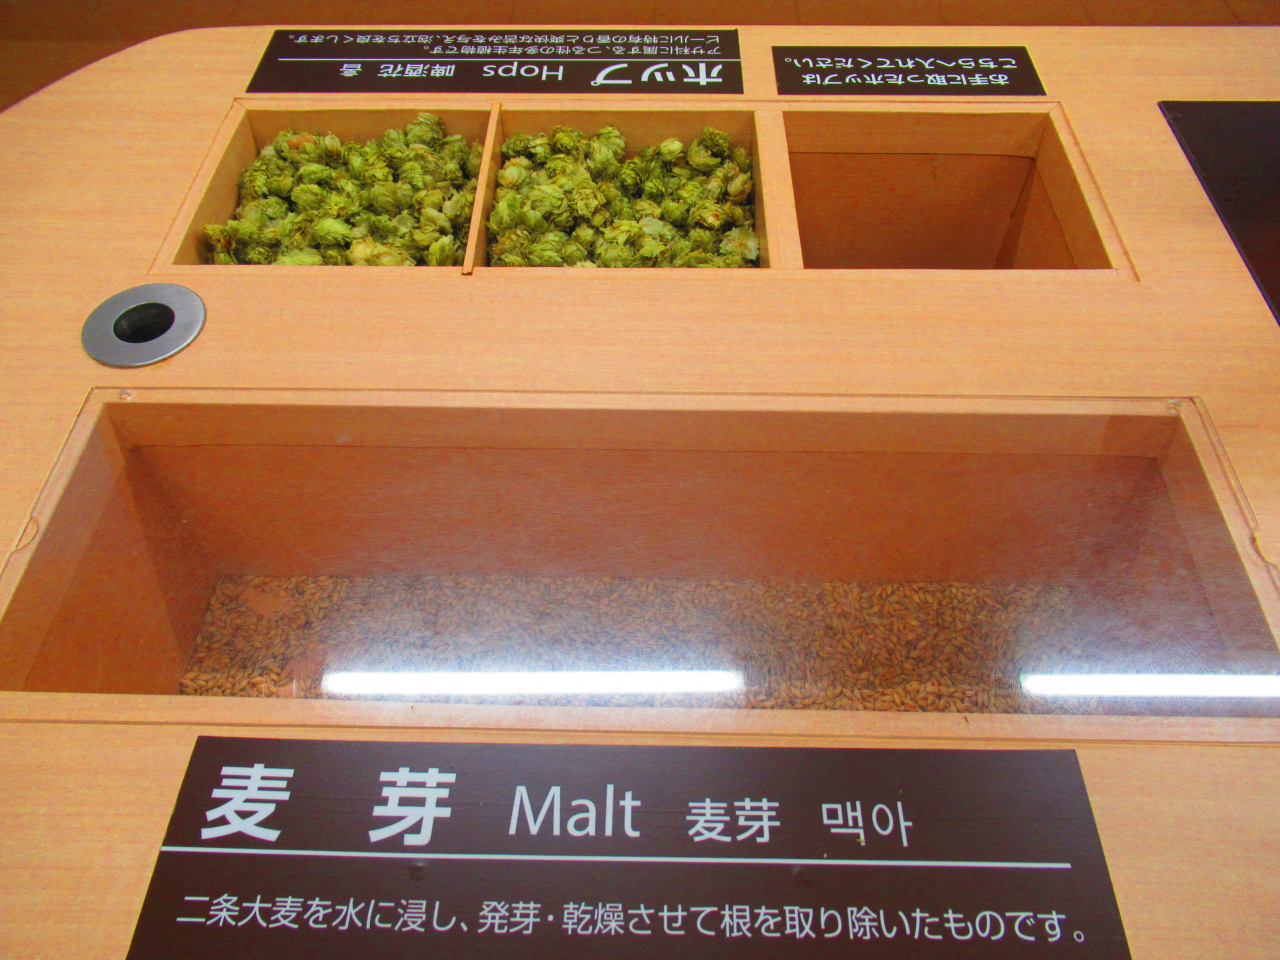 ホップ Hops 啤酒花 홉
アサ科に属する、つる性の多年生植物です。
ビールに特有の香りと爽快な苦みを与え、泡立ちを良くします。
お手に取ったホップは
こちらへ入れてください。
麦芽 Malt 麦芽 맥아
二条大麦を水に浸し、発芽・乾燥させて根を取り除いたものです。